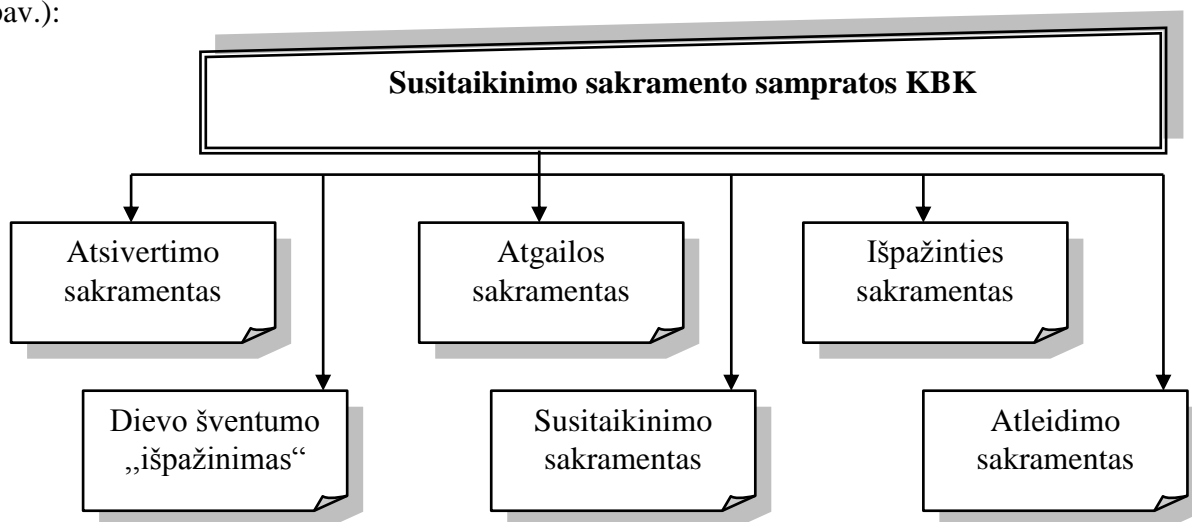 pav.):
Susitaikinimo sakramento sampratos KBK
Atsivertimo
sakramentas
Atgailos
sakramentas
Išpažinties
sakramentas
Dievo šventumo
„išpažinimas“
Susitaikinimo
sakramentas
Atleidimo
sakramentas